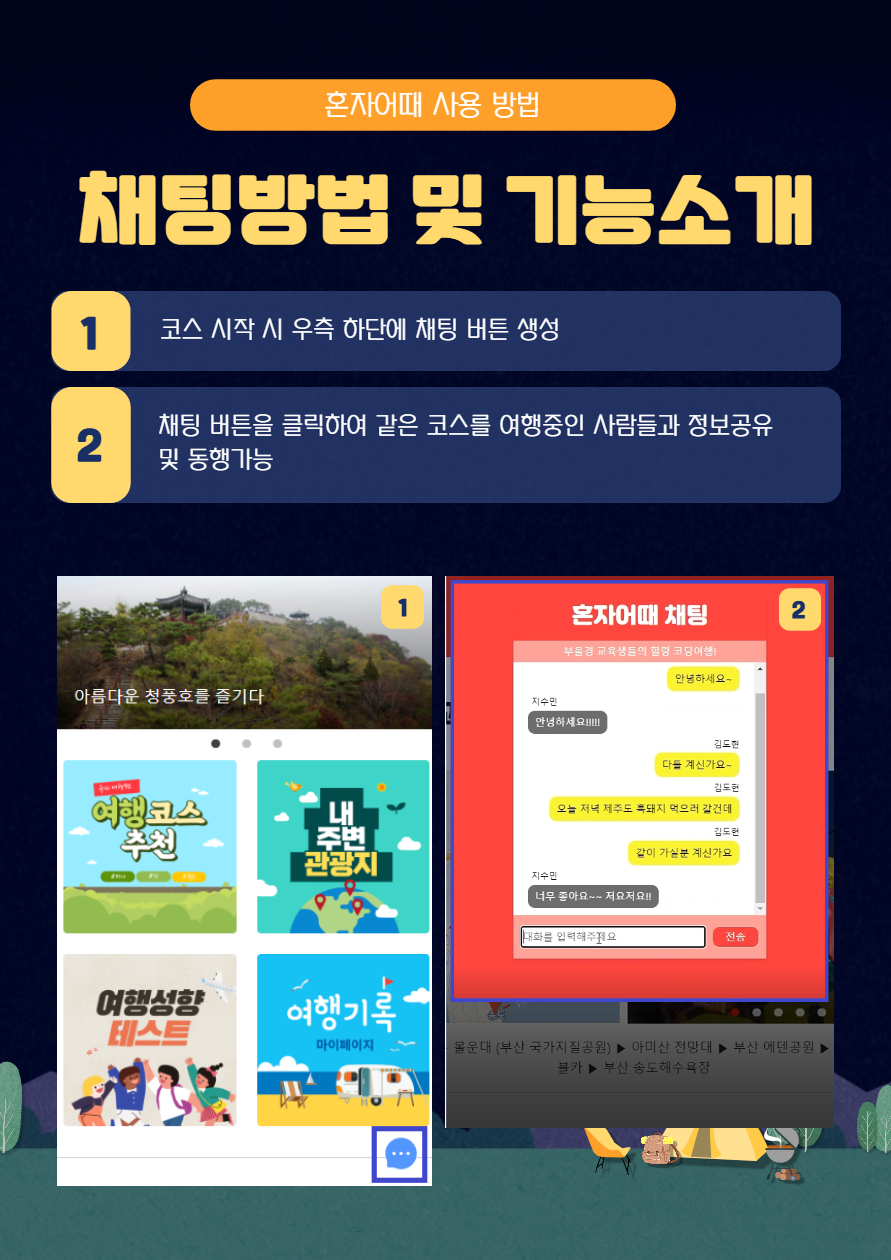 혼자어때 사용 방법
채팅방법 및 기능소개
1
코스 시작 시 우측 하단에 채팅 버튼 생성
2
채팅 버튼을 클릭하여 같은 코스를 여행중인 사람들과 정보공유
및 동행가능
1
아름다운 청풍호를 즐기다
여행코스
추천
내
주변
관광지
여행성향
테스트
여행기록
마이페이지
2
혼자어때 채팅
부울경 교육생들의 힐링 코딩여행!
안녕하세요~
지수민
안녕하세요!!!!!
김도현
다들 계신가요~
김도현
오늘 저녁 제주도 흑돼지 먹으러 갈건데
김도현
같이 가실분 계신가요
지수민
너무 좋아요~~ 저요저요!!
대화를 입력해주세요
전송
몰운대 (부산 국가지질공원) ▶ 아미산 전망대 ▶ 부산 에덴공원 ▶
불카 ▶ 부산 송도해수욕장